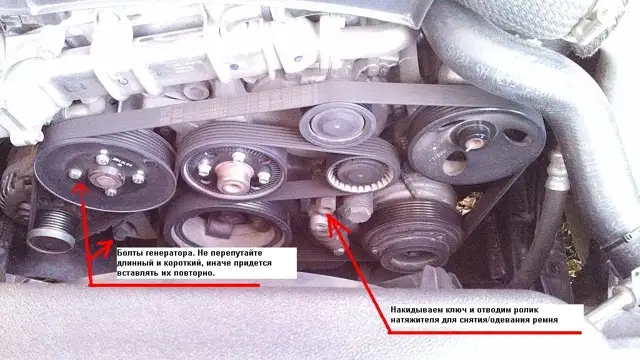 Болты генератора. Не перепутайте
длинный и короткий, иначе придется
вставлять их повторно.
Накидываем ключ и отводим ролик
натяжителя для снятия/одевания ремня